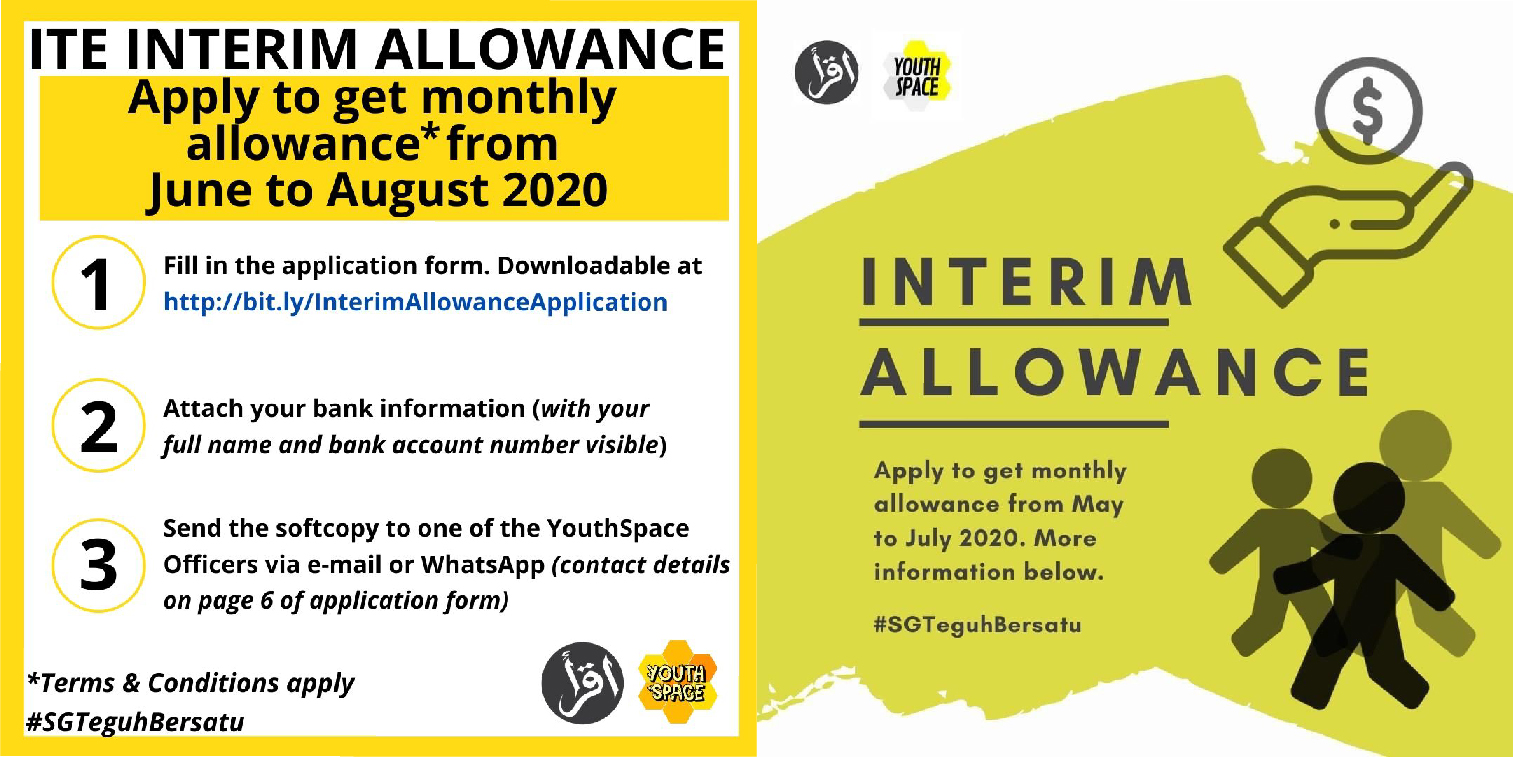 ITE INTERIM ALLOWANCE
Apply to get monthly
allowance* from
June to August 2020
1
Fill in the application form. Downloadable at
http://bit.ly/InterimAllowanceApplication
2
Attach your bank information (with your
full name and bank account number visible)
3
Send the softcopy to one of the YouthSpace
Officers via e-mail or WhatsApp (contact details
on page 6 of application form)
*Terms & Conditions apply
#SGTeguhBersatu
اقرأ
YOUTH
SPACE
اقرأ
YOUTH
SPACE
$
INTERIM
ALLOWANCE
Apply to get monthly
allowance from May
to July 2020. More
information below.
#SGTeguhBersatu